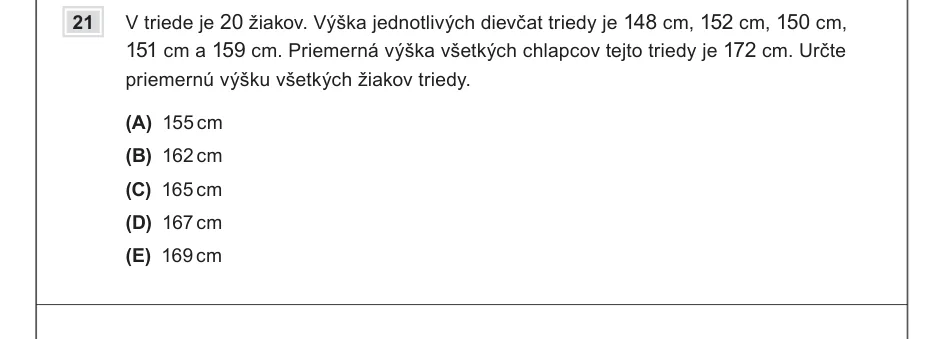 21 V triede je 20 žiakov. Výška jednotlivých dievčat triedy je 148 cm, 152 cm, 150 cm,
151 cm a 159 cm. Priemerná výška všetkých chlapcov tejto triedy je 172 cm. Určte
priemernú výšku všetkých žiakov triedy.
(A) 155 cm
(B) 162 cm
(C) 165 cm
(D) 167 cm
(E) 169 cm